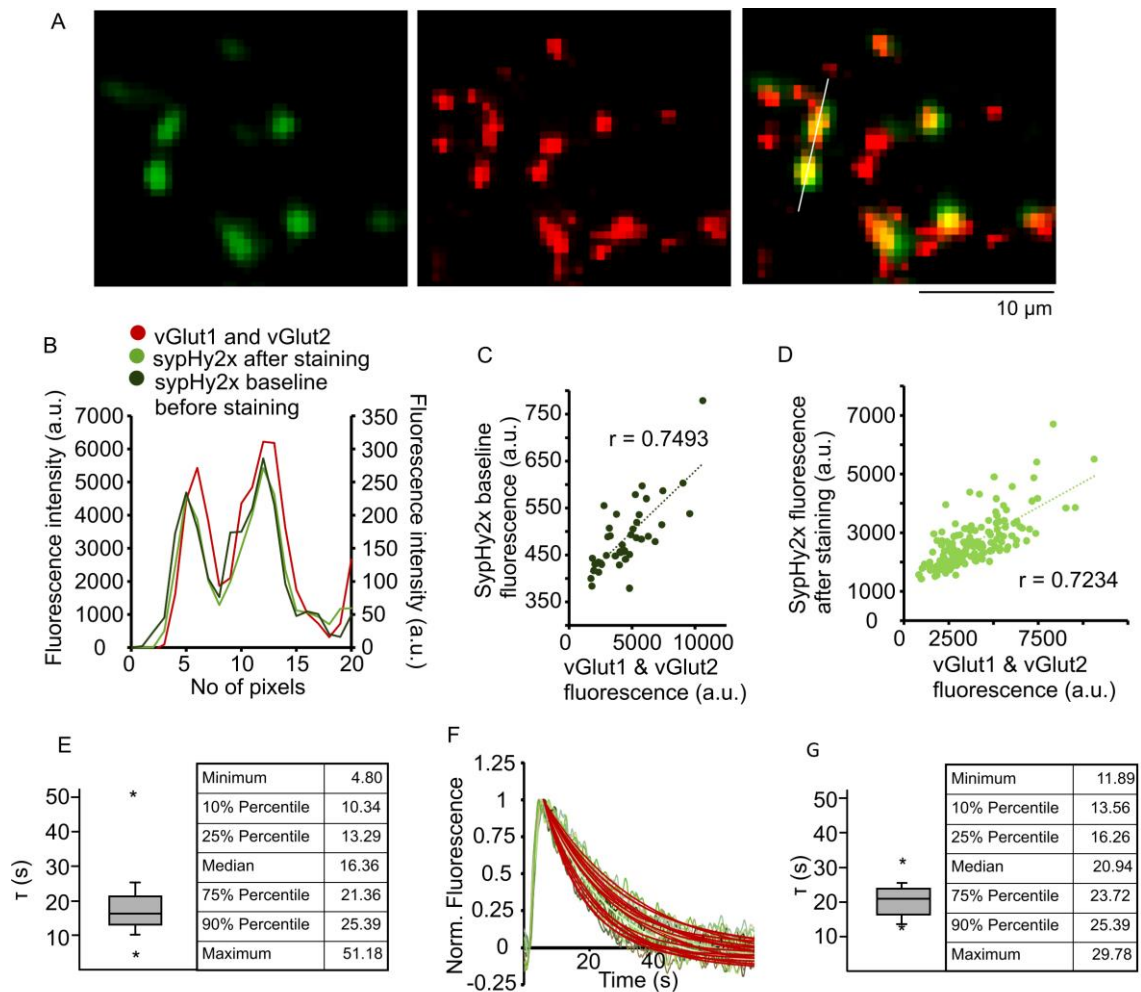 A
10 µm
B
vGlut1 and vGlut2
sypHy2x after staining
sypHy2x baseline
before staining
Fluorescence intensity (a.u.)
7000
6000
5000
4000
3000
2000
1000
0
0 5 10 15 20
No of pixels
350
300
250
200
150
100
50
0
Fluorescence intensity (a.u.)
C
SypHy2x baseline
fluorescence (a.u.)
750
650
550
450
350
r = 0.7493
0 5000 10000
vGlut1 & vGlut2
fluorescence (a.u.)
D
SypHy2x fluorescence
after staining (a.u.)
7000
5000
3000
1000
0
r = 0.7234
0 2500 7500
vGlut1 & vGlut2
fluorescence (a.u.)
E
τ (s)
50
40
30
20
10
*
*
Minimum 4.80
10% Percentile 10.34
25% Percentile 13.29
Median 16.36
75% Percentile 21.36
90% Percentile 25.39
Maximum 51.18
F
Norm. Fluorescence
1.25
1
0.75
0.5
0.25
0
-0.25
20 40
Time (s)
G
τ (s)
50
40
30
20
10
*
*
Minimum 11.89
10% Percentile 13.56
25% Percentile 16.26
Median 20.94
75% Percentile 23.72
90% Percentile 25.39
Maximum 29.78